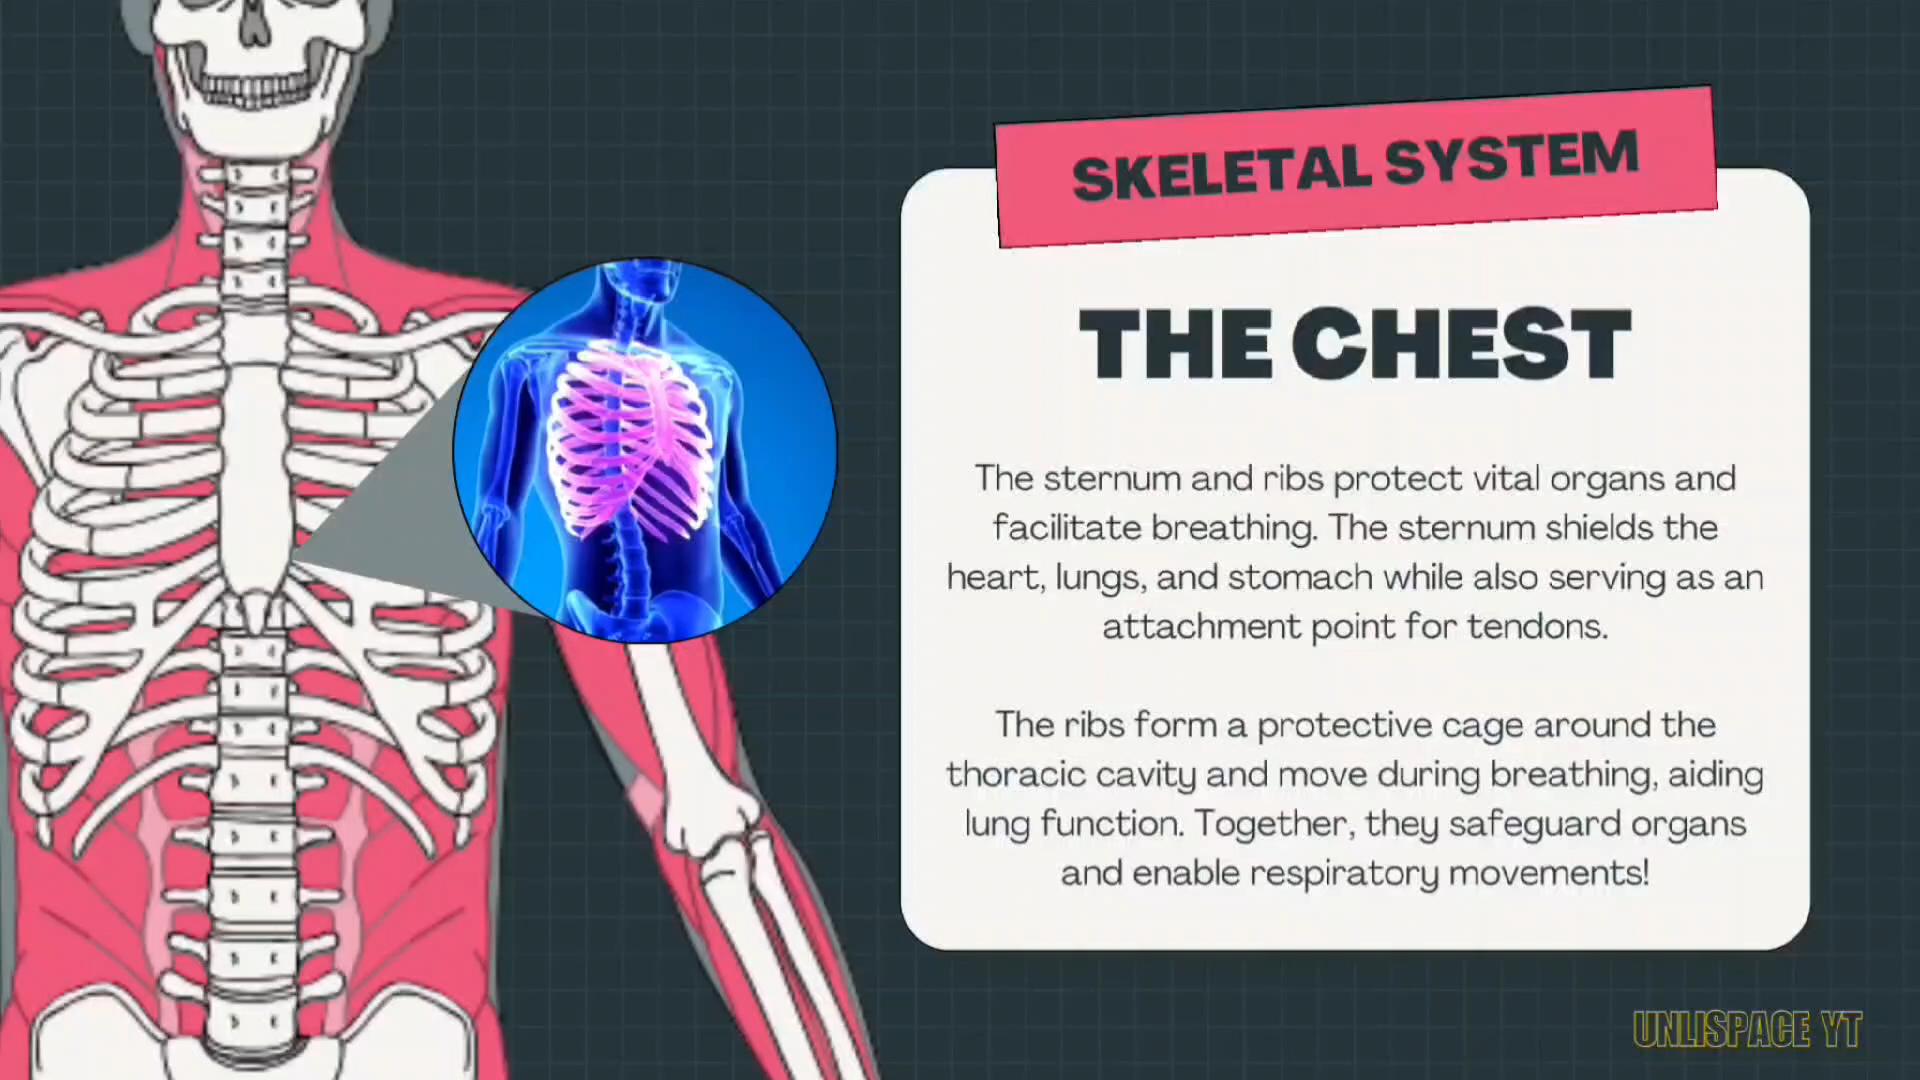 SKELETAL SYSTEM
THE CHEST
The sternum and ribs protect vital organs and
facilitate breathing. The sternum shields the
heart, lungs, and stomach while also serving as an
attachment point for tendons.
The ribs form a protective cage around the
thoracic cavity and move during breathing, aiding
lung function. Together, they safeguard organs
and enable respiratory movements!
UNLISPACE YT